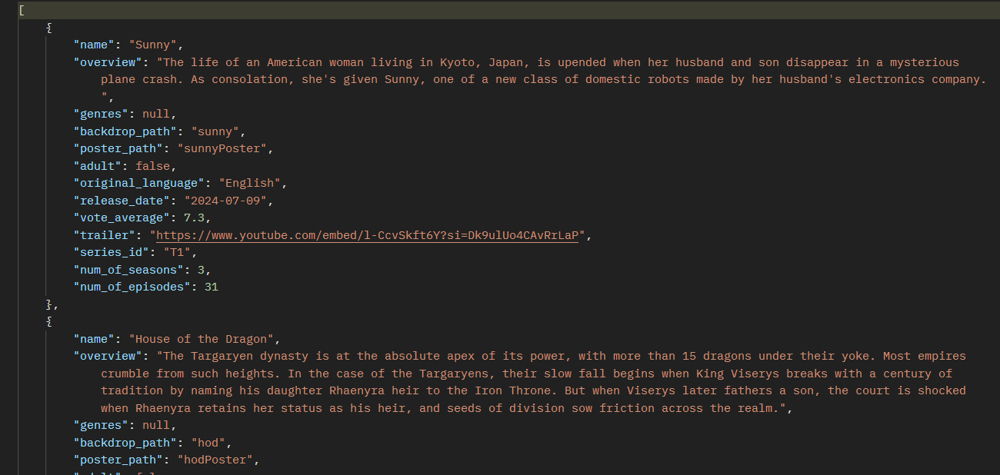 [
{
"name": "Sunny",
"overview": "The life of an American woman living in Kyoto, Japan, is upended when her husband and son disappear in a mysterious
plane crash. As consolation, she's given Sunny, one of a new class of domestic robots made by her husband's electronics company.
",
"genres": null,
"backdrop_path": "sunny",
"poster_path": "sunnyPoster",
"adult": false,
"original_language": "English",
"release_date": "2024-07-09",
"vote_average": 7.3,
"trailer": "https://www.youtube.com/embed/l-CcvSkft6Y?si=Dk9ulUo4CAvRrLaP",
"series_id": "T1",
"num_of_seasons": 3,
"num_of_episodes": 31
},
{
"name": "House of the Dragon",
"overview": "The Targaryen dynasty is at the absolute apex of its power, with more than 15 dragons under their yoke. Most empires
crumble from such heights. In the case of the Targaryens, their slow fall begins when King Viserys breaks with a century of
tradition by naming his daughter Rhaenyra heir to the Iron Throne. But when Viserys later fathers a son, the court is shocked
when Rhaenyra retains her status as his heir, and seeds of division sow friction across the realm.",
"genres": null,
"backdrop_path": "hod",
"poster_path": "hodPoster",